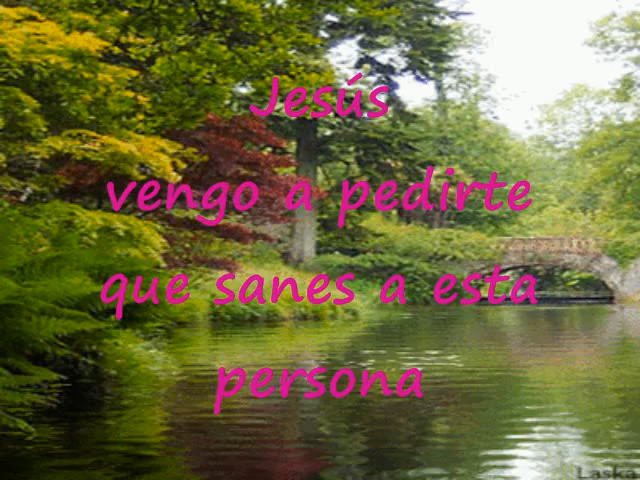 Jesús
vengo a pedirte
que sanes a esta
persona
Laska